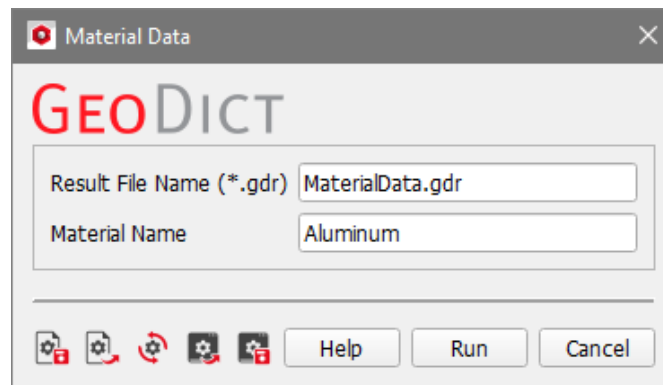 Material Data
GEODICT
Result File Name (*.gdr) MaterialData.gdr
Material Name Aluminum
Help Run Cancel